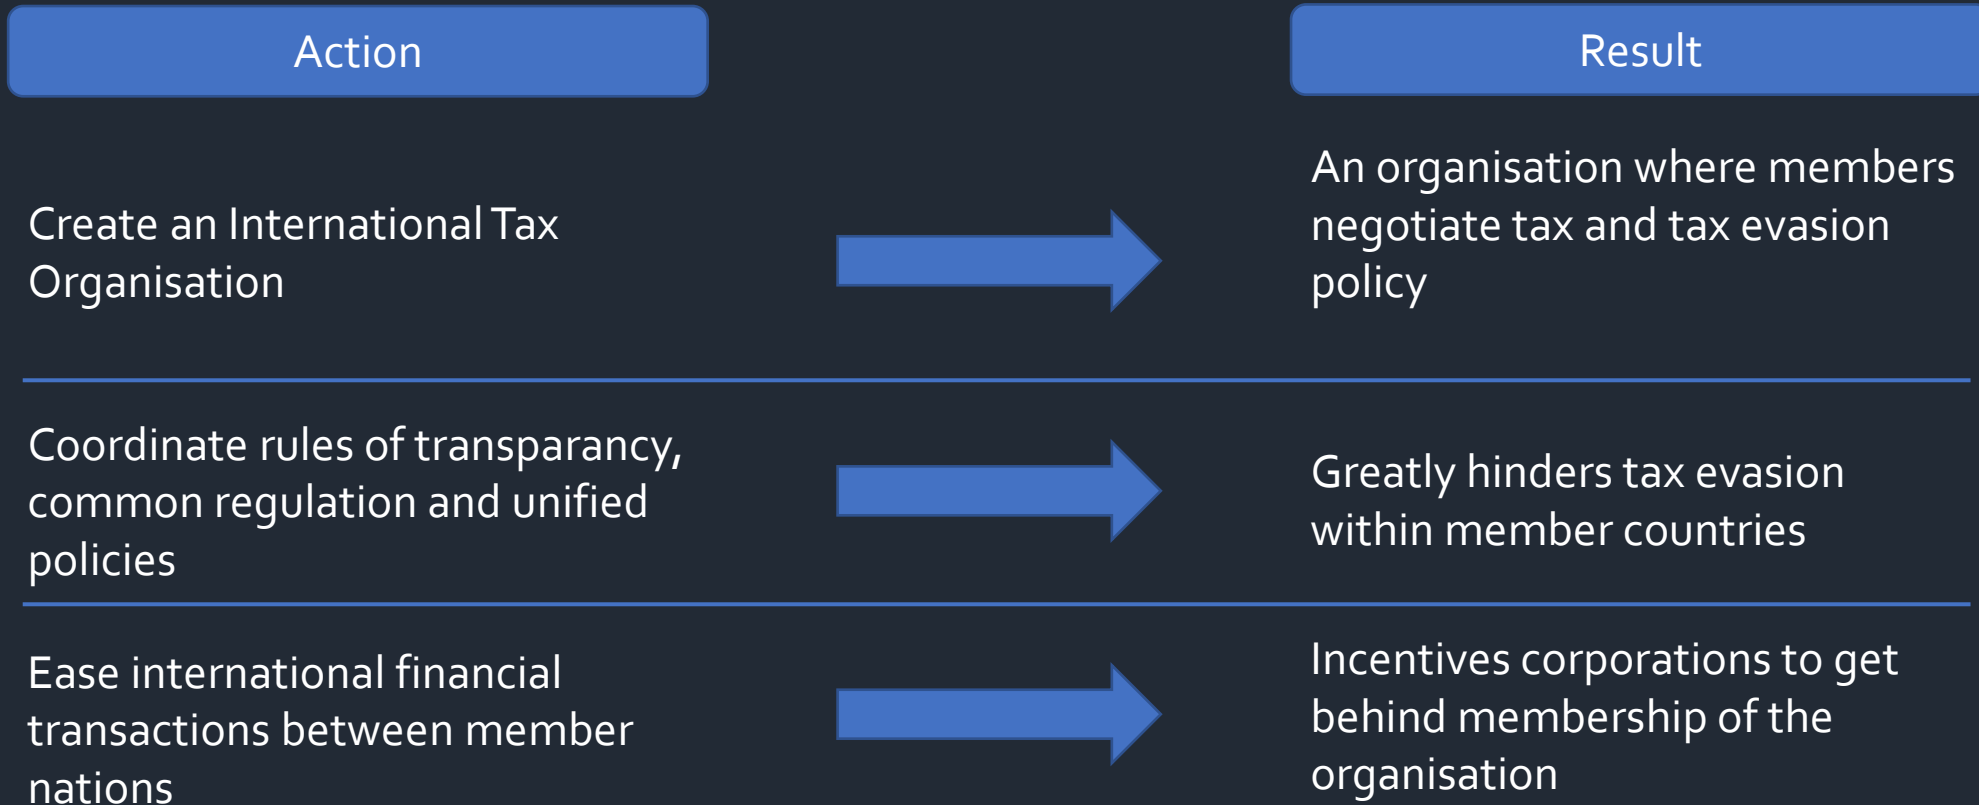 Action
Result
Create an International Tax
Organisation
An organisation where members
negotiate tax and tax evasion
policy
Coordinate rules of transparancy,
common regulation and unified
policies
Greatly hinders tax evasion
within member countries
Ease international financial
transactions between member
nations
Incentives corporations to get
behind membership of the
organisation